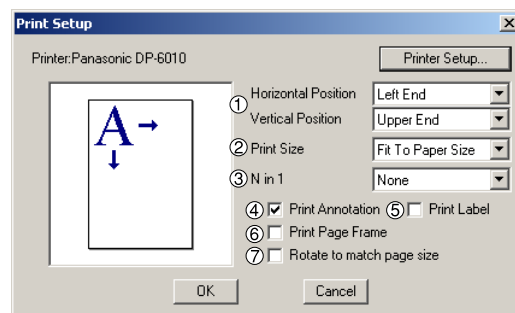 Print Setup
Printer:Panasonic DP-6010
Printer Setup...
A
① Horizontal Position Left End
Vertical Position Upper End
② Print Size Fit To Paper Size
③ N in 1 None
④ Print Annotation ⑤ Print Label
⑥ Print Page Frame
⑦ Rotate to match page size
OK Cancel